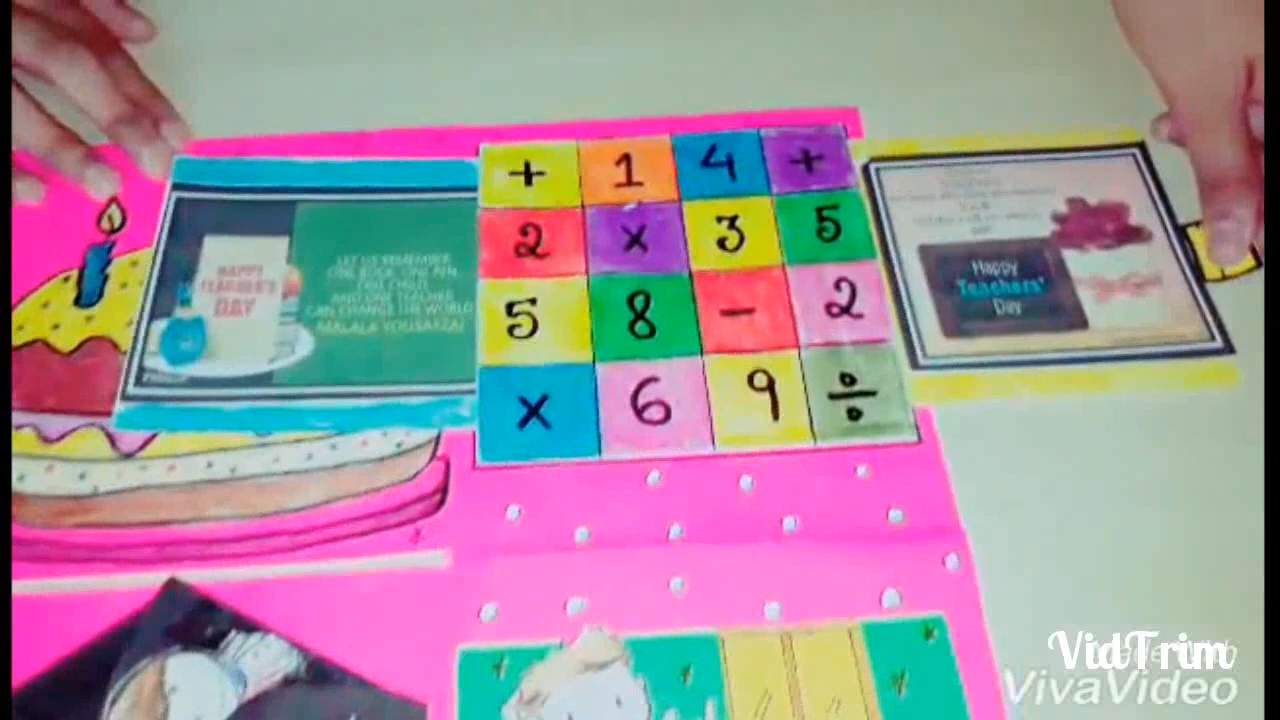 HAPPY
TEACHER'S
DAY
LET US REMEMBER
ONE BOOK, ONE PEN
ONE CHILD
AND ONE TEACHER
CAN CHANGE THE WORLD
MALALA YOUSAFZAI
+ 1 4 +
2 x 3 5
5 8 - 2
x 6 9 ÷
Happy
Teachers'
Day
VidTrim
VivaVideo